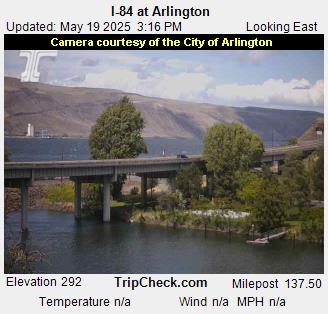 I-84 at Arlington
Updated: May 19 2025 3:16 PM Looking East
Camera courtesy of the City of Arlington
Elevation 292 TripCheck.com Milepost 137.50
Temperature n/a Wind n/a MPH n/a